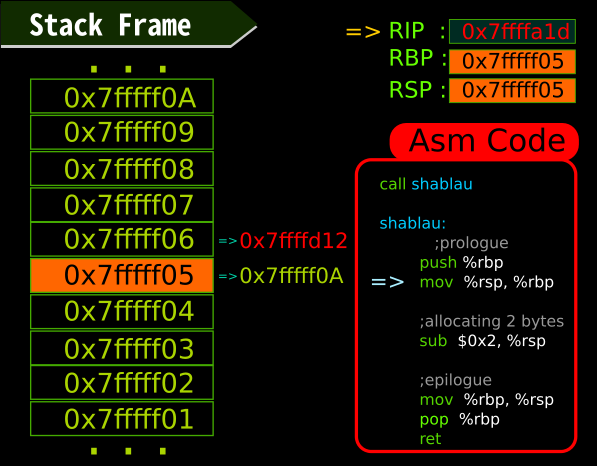 Stack Frame
=> RIP : 0x7ffffa1d
RBP : 0x7fffff05
RSP : 0x7fffff05
. . .
0x7fffff0A
0x7fffff09
0x7fffff08
0x7fffff07
0x7fffff06 => 0x7ffffd12
0x7fffff05 => 0x7fffff0A
0x7fffff04
0x7fffff03
0x7fffff02
0x7fffff01
. . .
Asm Code
call shablau
shablau:
;prologue
push %rbp
=> mov %rsp, %rbp
;allocating 2 bytes
sub $0x2, %rsp
;epilogue
mov %rbp, %rsp
pop %rbp
ret